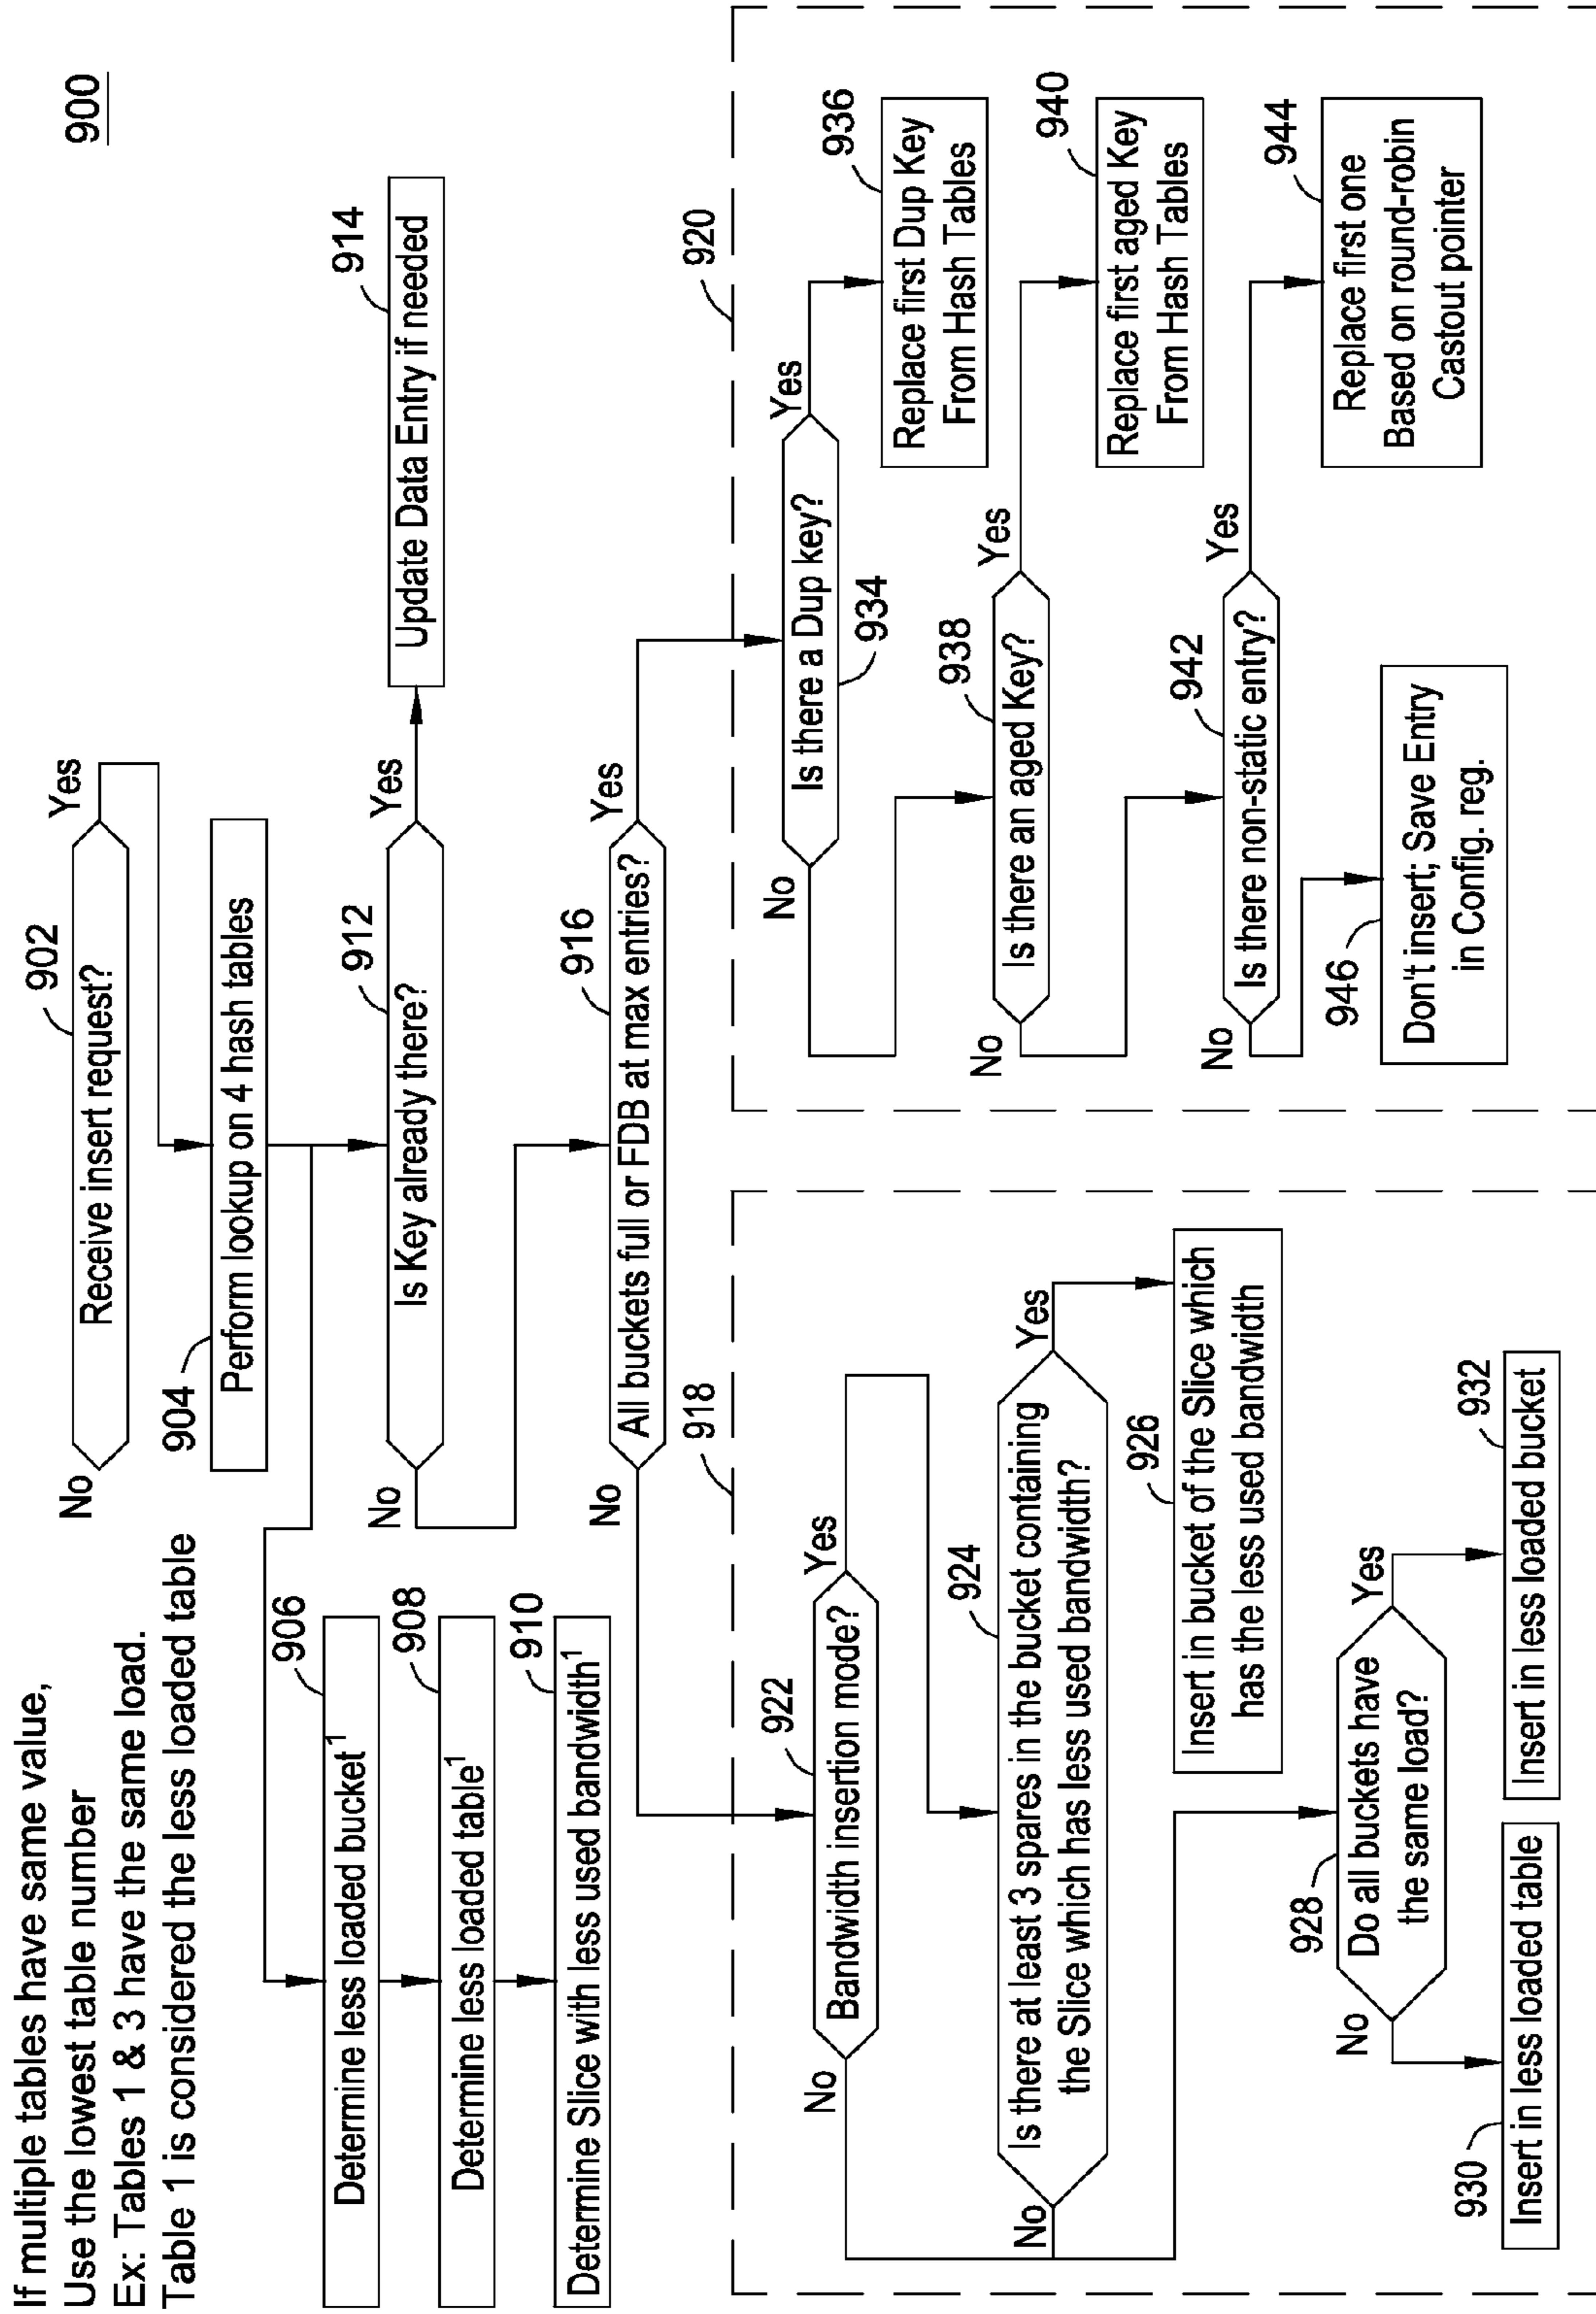 900
If multiple tables have same value,
Use the lowest table number
Ex: Tables 1 & 3 have the same load.
Table 1 is considered the less loaded table
902
No
Receive insert request?
Yes
904
Perform lookup on 4 hash tables
906
Determine less loaded bucket1
908
Determine less loaded table1
910
Determine Slice with less used bandwidth1
912
No
Is Key already there?
Yes
914
Update Data Entry if needed
916
No
All buckets full or FDB at max entries?
Yes
918
922
No
Bandwidth insertion mode?
Yes
924
No
Is there at least 3 spares in the bucket containing
the Slice which has less used bandwidth?
Yes
926
Insert in bucket of the Slice which
has the less used bandwidth
928
No
Do all buckets have
the same load?
Yes
930
Insert in less loaded table
932
Insert in less loaded bucket
920
No
Is there a Dup key?
Yes
934
936
Replace first Dup Key
From Hash Tables
938
No
Is there an aged Key?
Yes
940
Replace first aged Key
From Hash Tables
942
No
Is there non-static entry?
Yes
944
Replace first one
Based on round-robin
Castout pointer
946
Don't insert; Save Entry
in Config. reg.